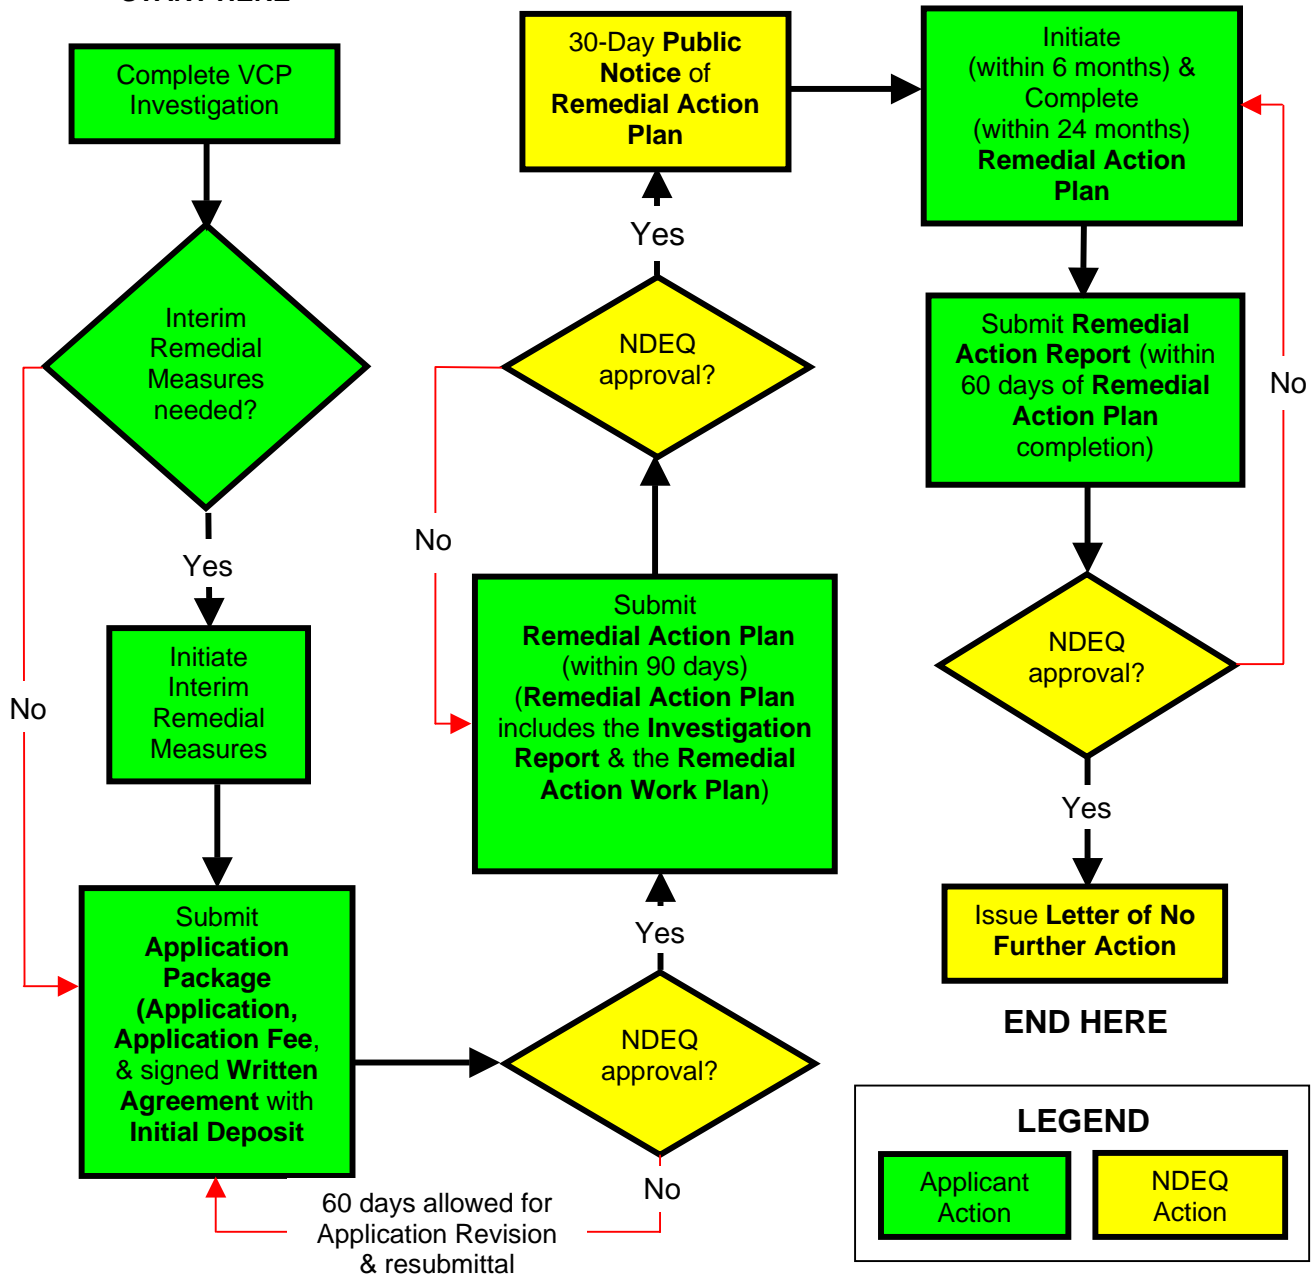 Complete VCP
Investigation
Interim
Remedial
Measures
needed?
No
Yes
Initiate
Interim
Remedial
Measures
Submit
Application
Package
(Application,
Application Fee,
& signed Written
Agreement with
Initial Deposit
60 days allowed for
Application Revision
& resubmittal
No
NDEQ
approval?
Yes
Submit
Remedial Action Plan
(within 90 days)
(Remedial Action Plan
includes the Investigation
Report & the Remedial
Action Work Plan)
No
NDEQ
approval?
Yes
30-Day Public
Notice of
Remedial Action
Plan
Initiate
(within 6 months) &
Complete
(within 24 months)
Remedial Action
Plan
Submit Remedial
Action Report (within
60 days of Remedial
Action Plan
completion)
No
NDEQ
approval?
Yes
Issue Letter of No
Further Action
END HERE
LEGEND
Applicant
Action
NDEQ
Action